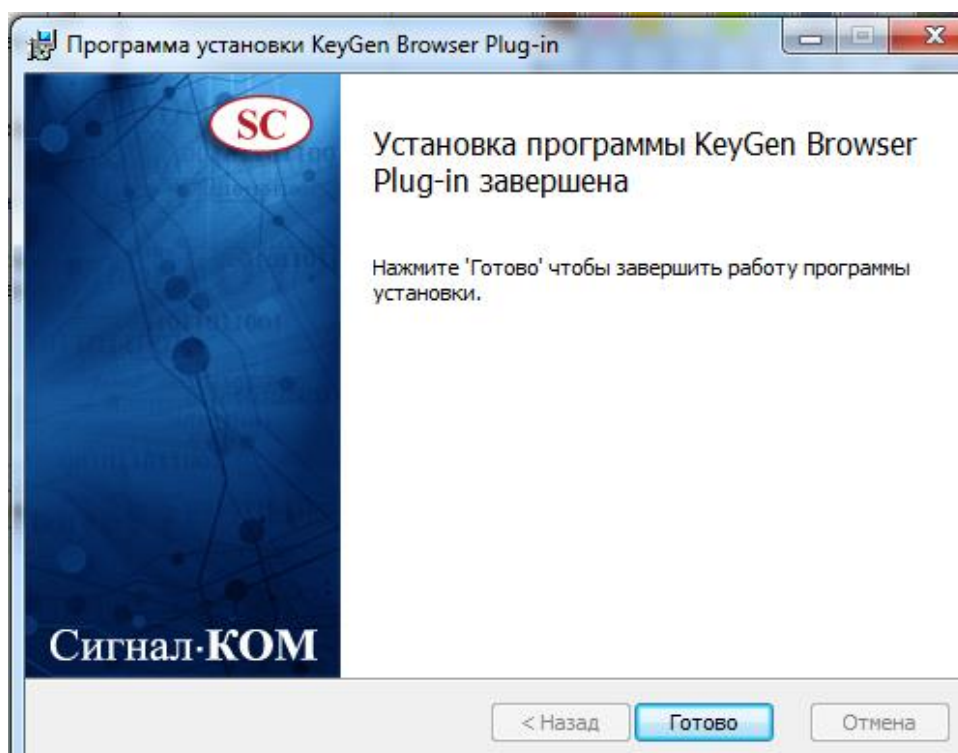 Программа установки KeyGen Browser Plug-in
SC
Установка программы KeyGen Browser
Plug-in завершена
Нажмите 'Готово' чтобы завершить работу программы
установки.
Сигнал·КОМ
< Назад
Готово
Отмена